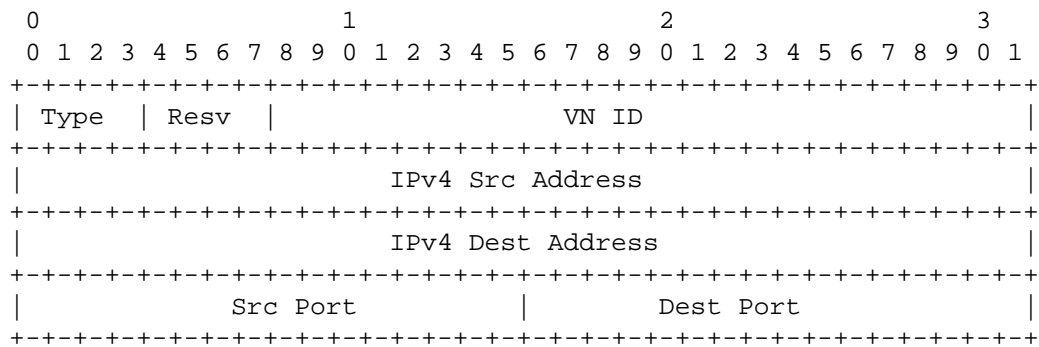 0                   1                   2                   3
 0 1 2 3 4 5 6 7 8 9 0 1 2 3 4 5 6 7 8 9 0 1 2 3 4 5 6 7 8 9 0 1
+-+-+-+-+-+-+-+-+-+-+-+-+-+-+-+-+-+-+-+-+-+-+-+-+-+-+-+-+-+-+-+-+
| Type  | Resv  |                  VN ID                        |
+-+-+-+-+-+-+-+-+-+-+-+-+-+-+-+-+-+-+-+-+-+-+-+-+-+-+-+-+-+-+-+-+
|                       IPv4 Src Address                        |
+-+-+-+-+-+-+-+-+-+-+-+-+-+-+-+-+-+-+-+-+-+-+-+-+-+-+-+-+-+-+-+-+
|                       IPv4 Dest Address                       |
+-+-+-+-+-+-+-+-+-+-+-+-+-+-+-+-+-+-+-+-+-+-+-+-+-+-+-+-+-+-+-+-+
|             Src Port          |        Dest Port              |
+-+-+-+-+-+-+-+-+-+-+-+-+-+-+-+-+-+-+-+-+-+-+-+-+-+-+-+-+-+-+-+-+